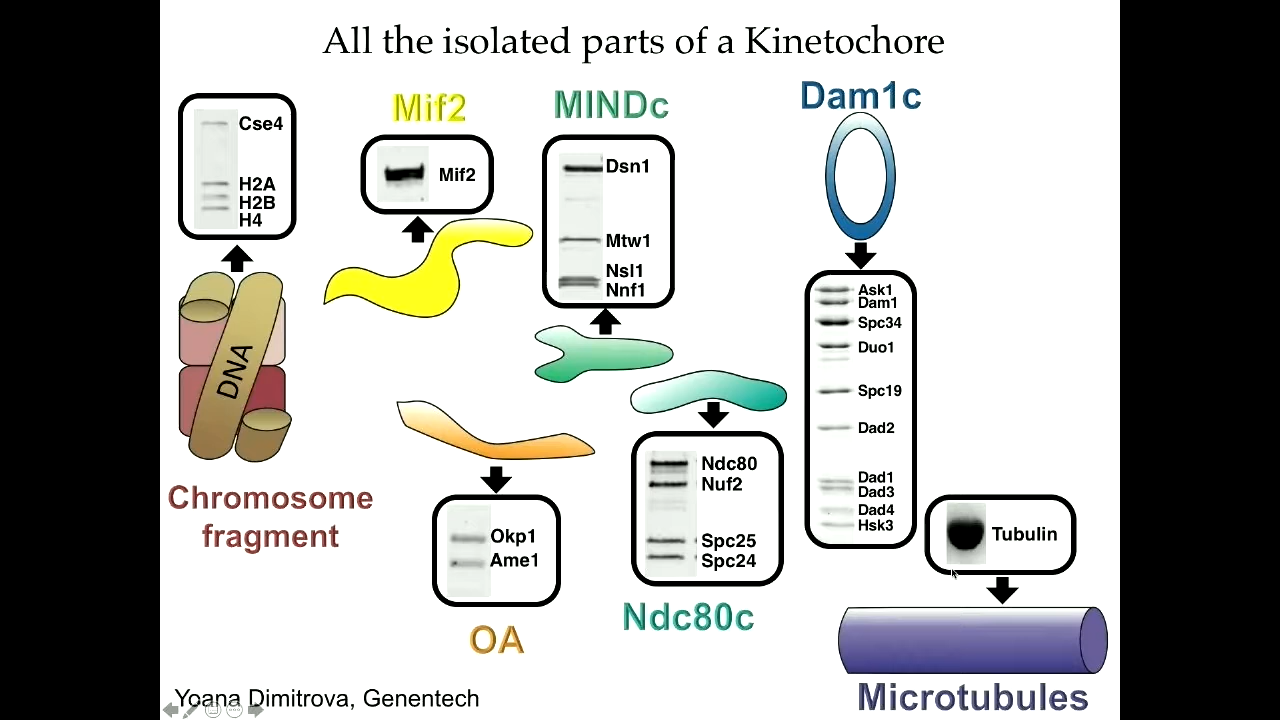 All the isolated parts of a Kinetochore
Cse4
H2A
H2B
H4
DNA
Chromosome
fragment
Mif2
Mif2
MINDc
Dsn1
Mtw1
Nsl1
Nnf1
Okp1
Ame1
OA
Ndc80
Nuf2
Spc25
Spc24
Ndc80c
Dam1c
Ask1
Dam1
Spc34
Duo1
Spc19
Dad2
Dad1
Dad3
Dad4
Hsk3
Tubulin
Microtubules
Yoana Dimitrova, Genentech